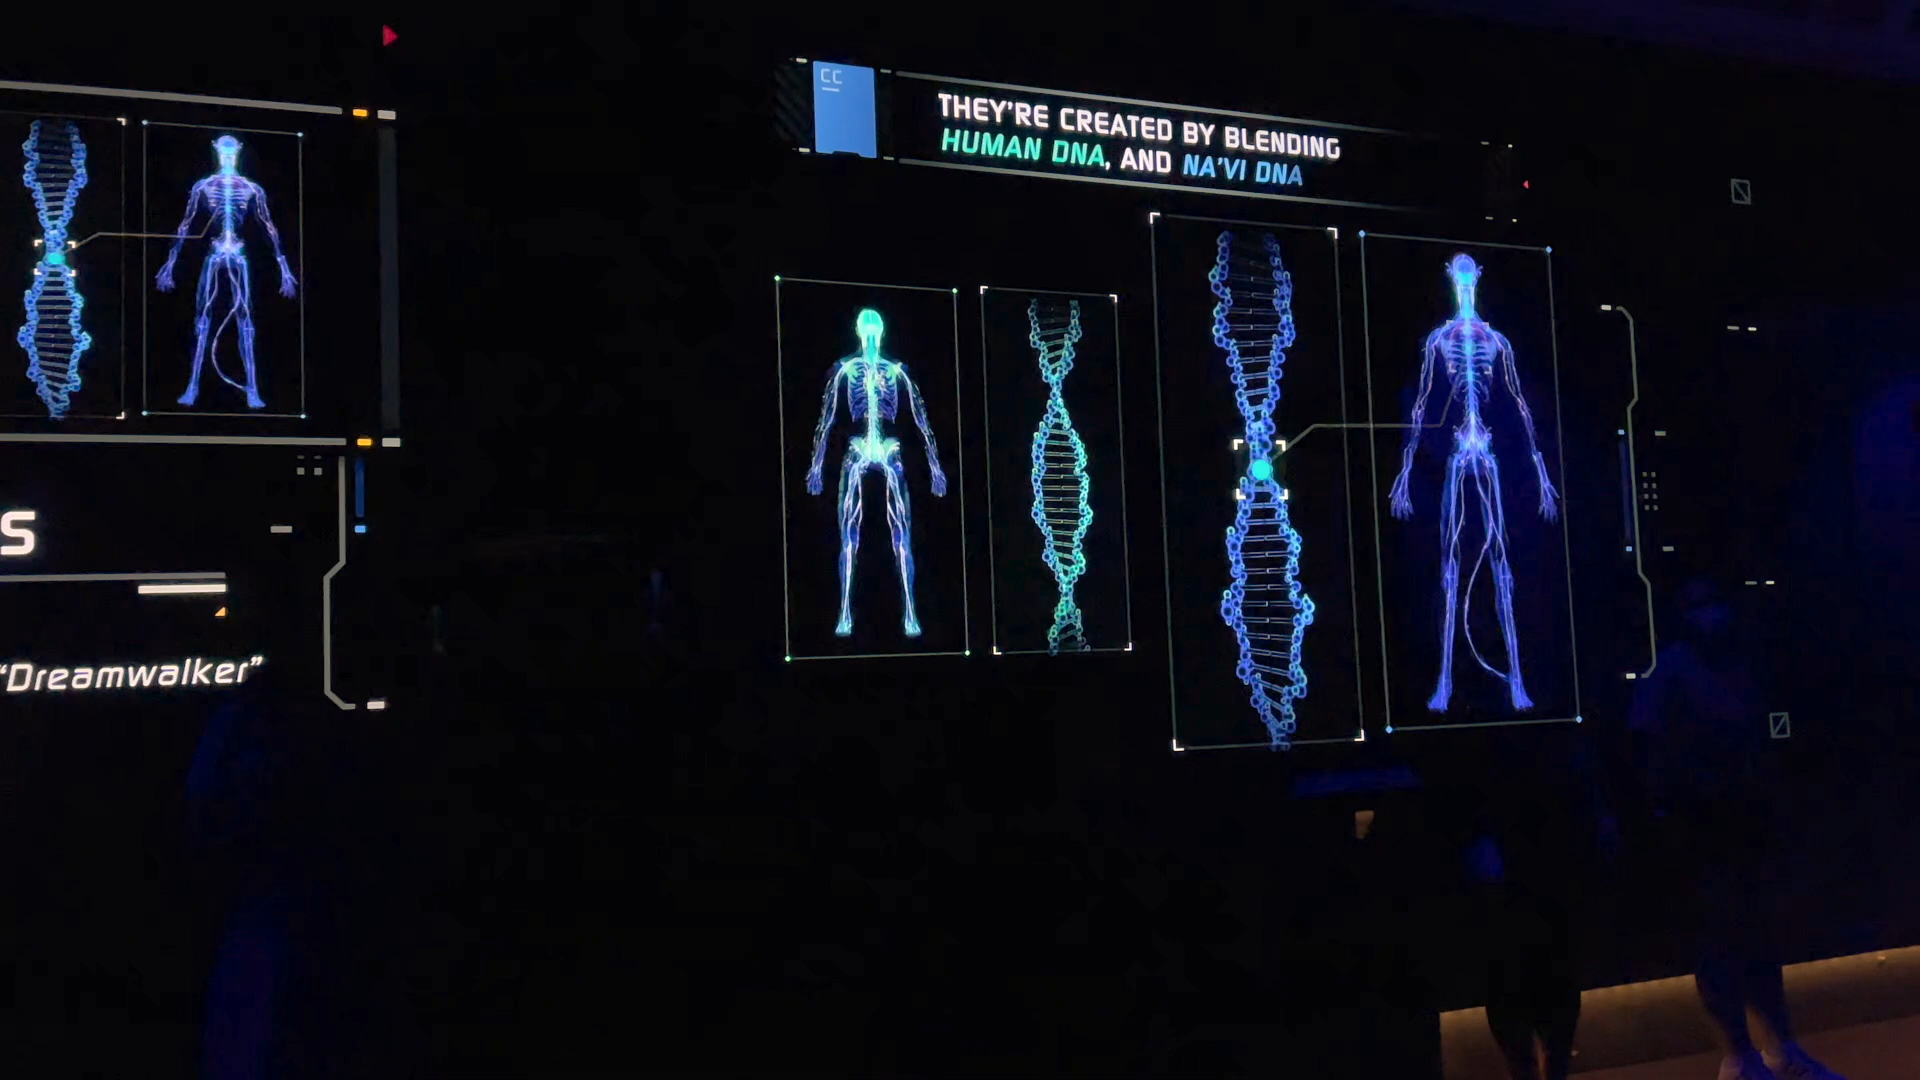 CC
THEY'RE CREATED BY BLENDING
HUMAN DNA, AND NA'VI DNA
S
"Dreamwalker"